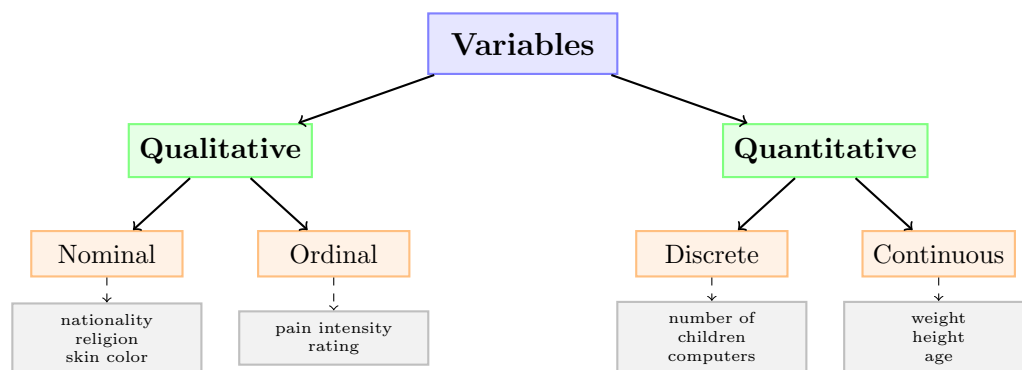 Variables
Qualitative
Quantitative
Nominal
Ordinal
Discrete
Continuous
nationality
religion
skin color
pain intensity
rating
number of
children
computers
weight
height
age